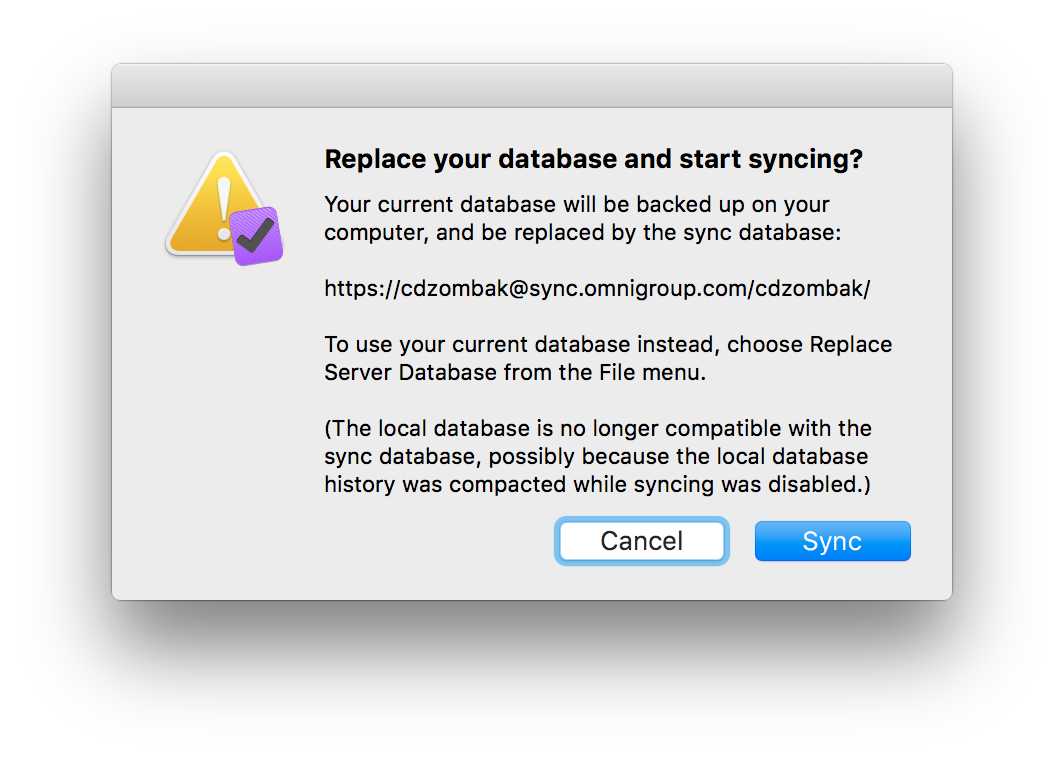 Replace your database and start syncing?
Your current database will be backed up on your
computer, and be replaced by the sync database:
https://cdzombak@sync.omnigroup.com/cdzombak/
To use your current database instead, choose Replace
Server Database from the File menu.
(The local database is no longer compatible with the
sync database, possibly because the local database
history was compacted while syncing was disabled.)
Cancel
Sync